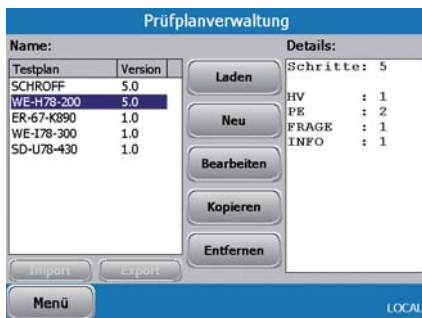 Prüfplanverwaltung
Name:
Testplan Version
SCHROFF 5.0
WE-H78-200 5.0
ER-67-K890 1.0
WE-I78-300 1.0
SD-U78-430 1.0
Import Export
Laden
Neu
Bearbeiten
Kopieren
Entfernen
Details:
Schritte: 5
HV : 1
PE : 2
FRAGE : 1
INFO : 1
Menü
LOCAL